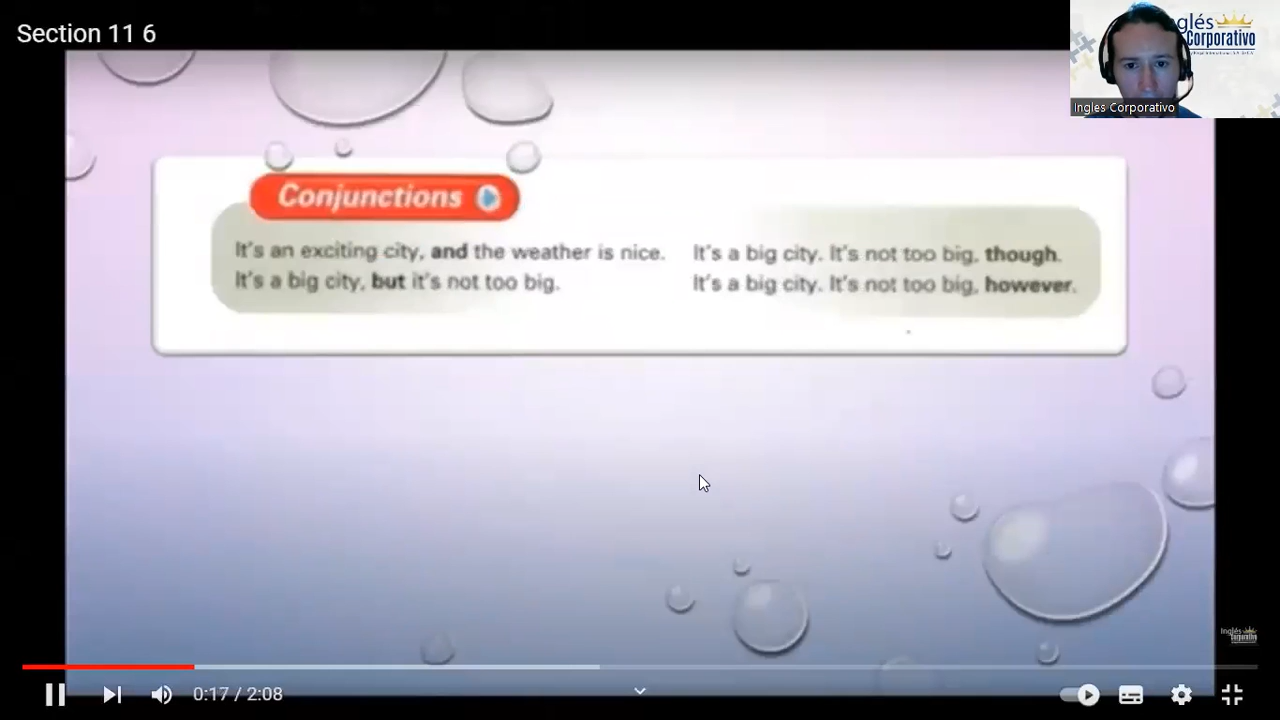 Section 11 6
Inglés
Corporativo
Ingles Corporativo
Conjunctions
It's an exciting city, and the weather is nice.
It's a big city, but it's not too big.
It's a big city. It's not too big, though.
It's a big city. It's not too big, however.
Inglés
Corporativo
0:17 / 2:08